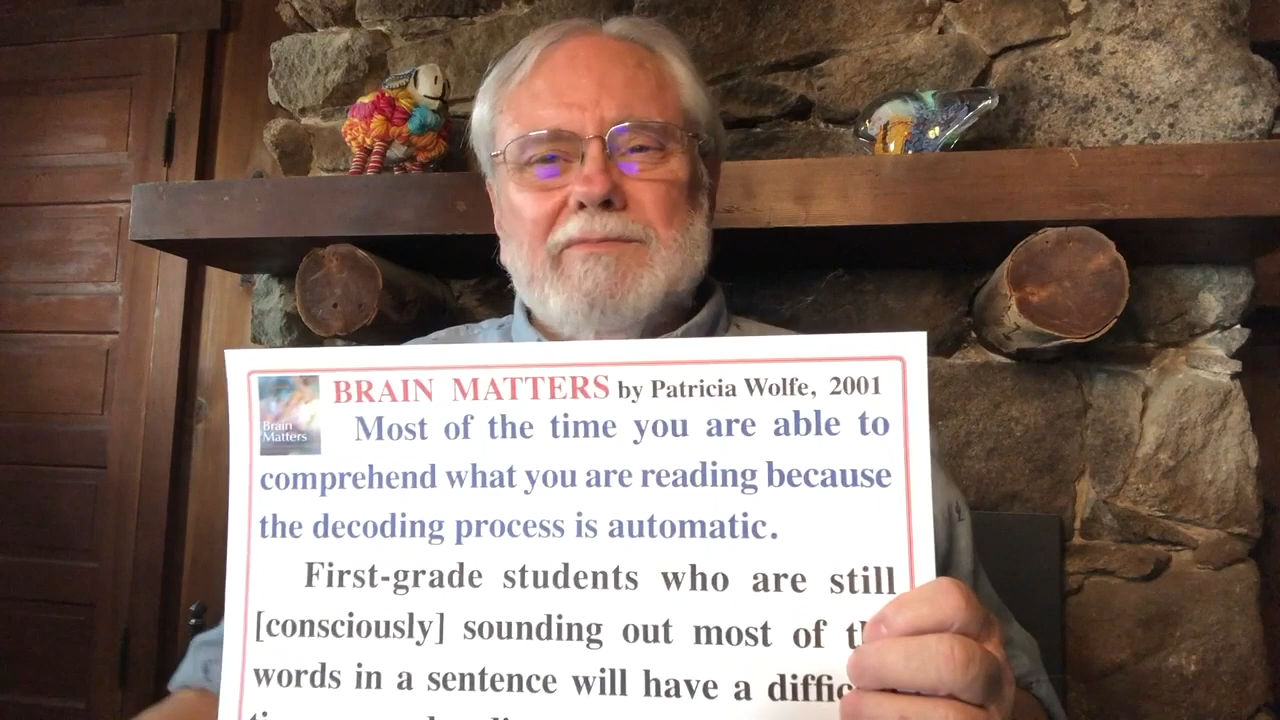 BRAIN MATTERS by Patricia Wolfe, 2001
Brain
Matters
Most of the time you are able to
comprehend what you are reading because
the decoding process is automatic.
First-grade students who are still
[consciously] sounding out most of
words in a sentence will have a